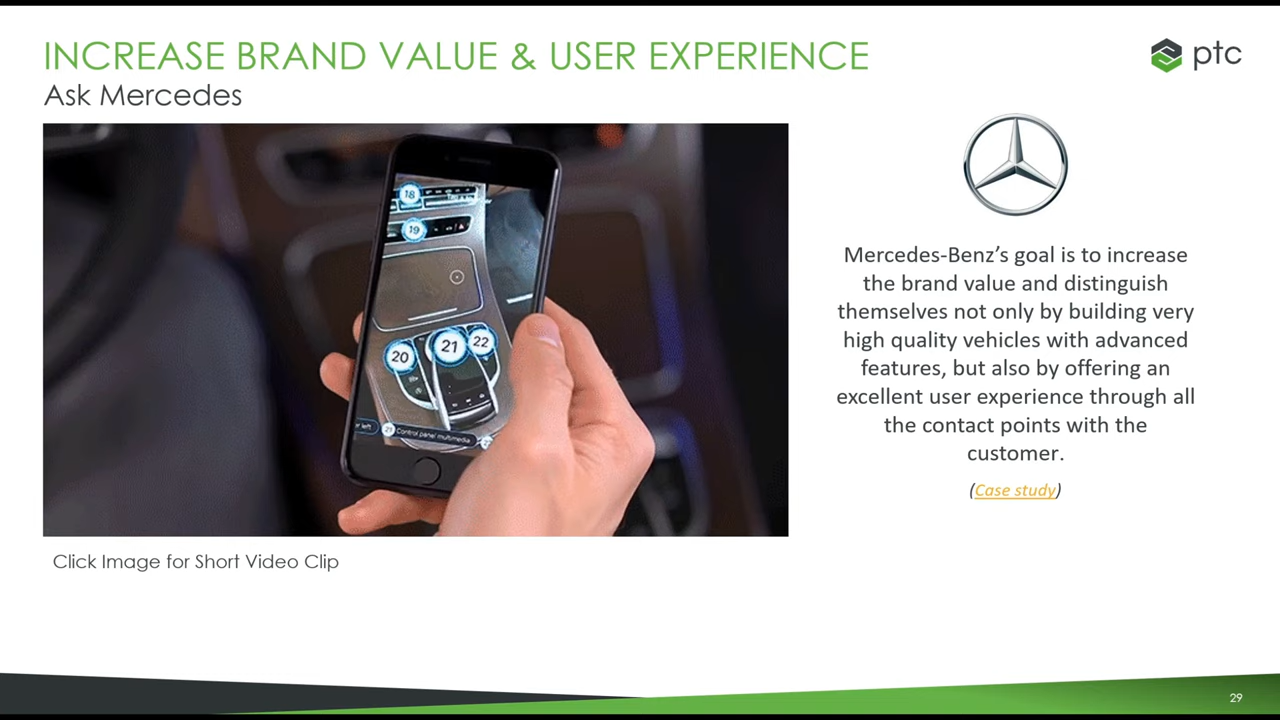 INCREASE BRAND VALUE & USER EXPERIENCE
Ask Mercedes
ptc
18
19
20
21
22
Control panel multimedia
Mercedes-Benz’s goal is to increase
the brand value and distinguish
themselves not only by building very
high quality vehicles with advanced
features, but also by offering an
excellent user experience through all
the contact points with the
customer.
(Case study)
Click Image for Short Video Clip
29